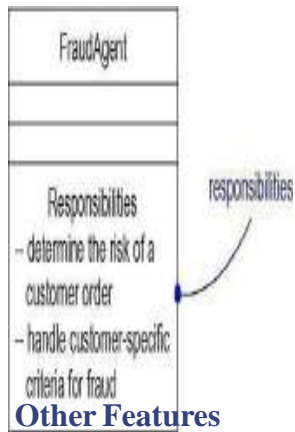 FraudAgent
Responsibilities
– determine the risk of a
customer order
– handle customer-specific
criteria for fraud
responsibilities
Other Features